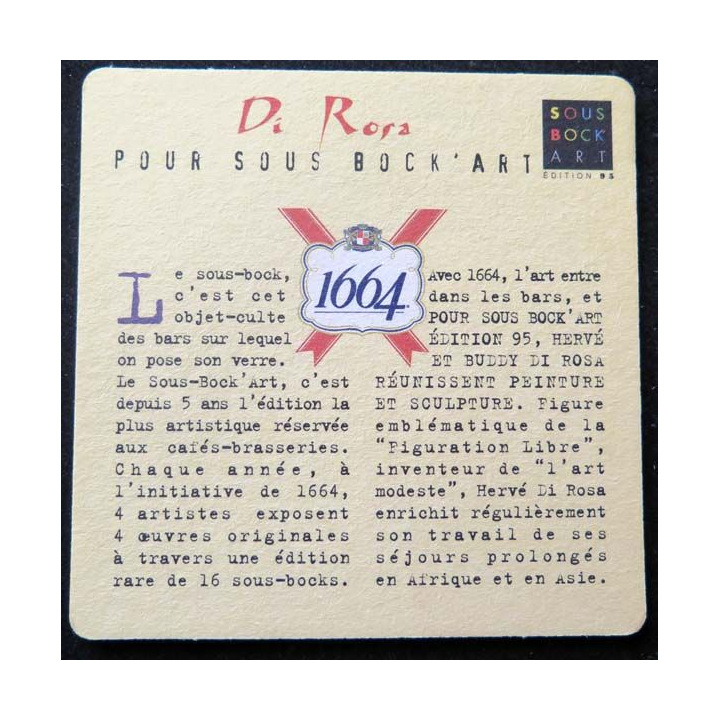 Di Rosa
POUR SOUS BOCK'ART
SOUS
BOCK
ART
ÉDITION 95
1664
Le sous-bock,
c'est cet
objet-culte
des bars sur lequel
on pose son verre.
Le Sous-Bock'Art, c'est
depuis 5 ans l'édition la
plus artistique réservée
aux cafés-brasseries.
Chaque année, à
l'initiative de 1664,
4 artistes exposent
4 œuvres originales
à travers une édition
rare de 16 sous-bocks.
Avec 1664, l'art entre
dans les bars, et
POUR SOUS BOCK'ART
ÉDITION 95, HERVÉ
ET BUDDY DI ROSA
RÉUNISSENT PEINTURE
ET SCULPTURE. Figure
emblématique de la
“Figuration Libre”,
inventeur de “l'art
modeste”, Hervé Di Rosa
enrichit régulièrement
son travail de ses
séjours prolongés
en Afrique et en Asie.